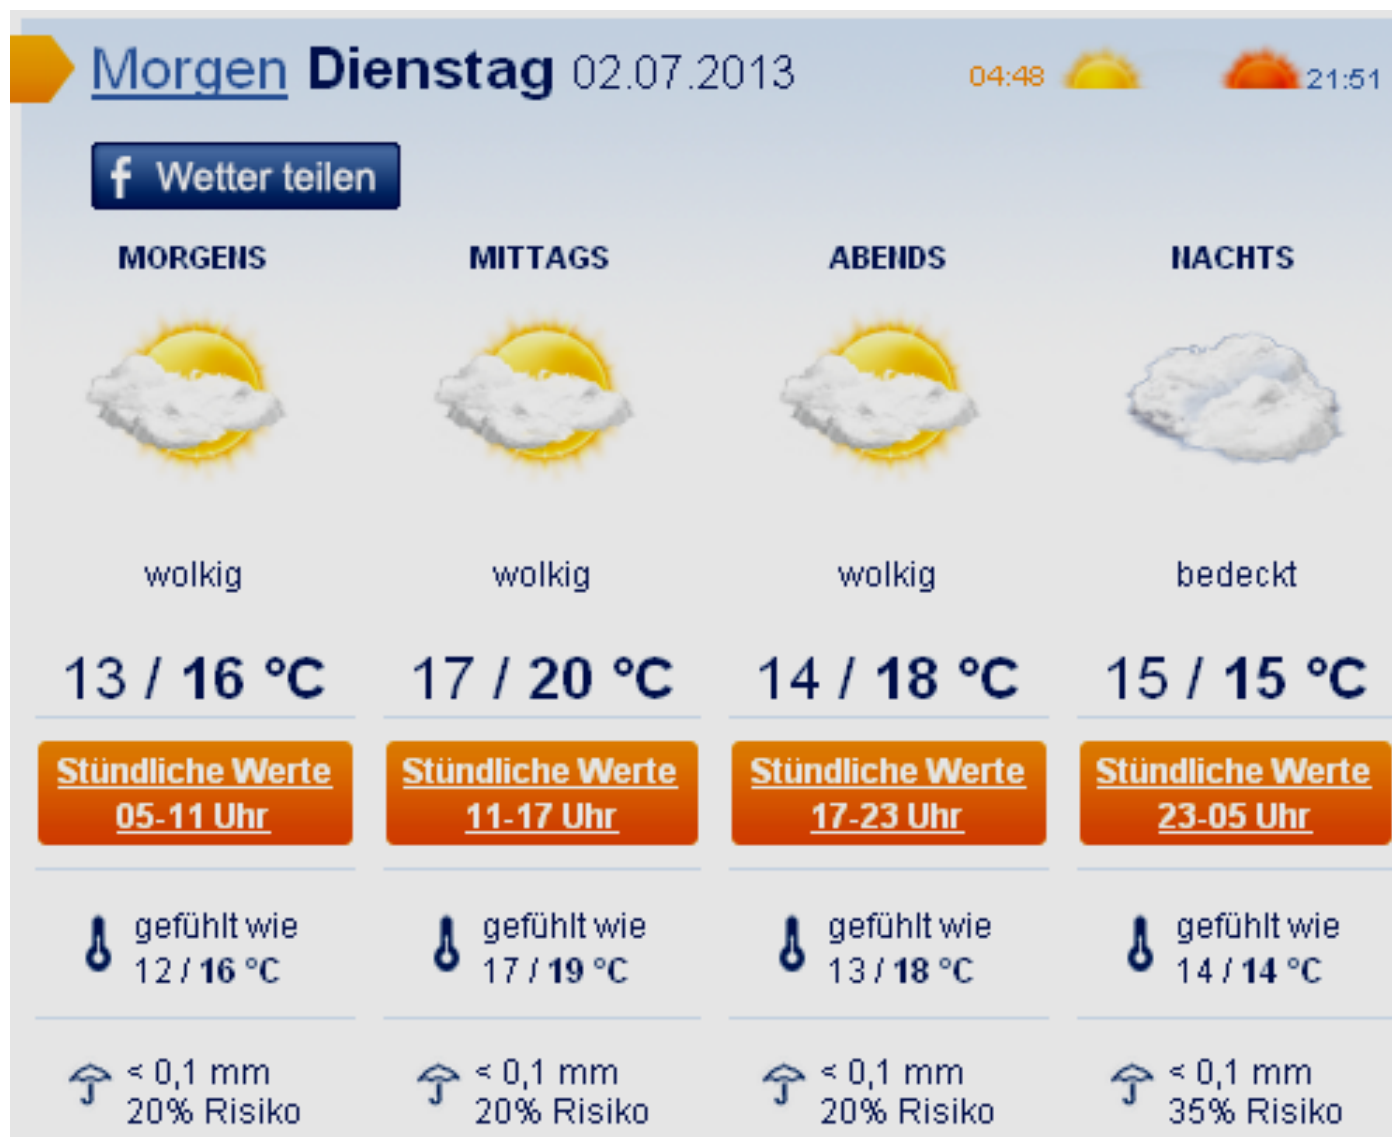 Morgen Dienstag 02.07.2013 04:48 21:51
f Wetter teilen
MORGENS MITTAGS ABENDS NACHTS
wolkig wolkig wolkig bedeckt
13 / 16 °C 17 / 20 °C 14 / 18 °C 15 / 15 °C
Stündliche Werte Stündliche Werte Stündliche Werte Stündliche Werte
05-11 Uhr 11-17 Uhr 17-23 Uhr 23-05 Uhr
gefühlt wie gefühlt wie gefühlt wie gefühlt wie
12 / 16 °C 17 / 19 °C 13 / 18 °C 14 / 14 °C
< 0,1 mm < 0,1 mm < 0,1 mm < 0,1 mm
20% Risiko 20% Risiko 20% Risiko 35% Risiko